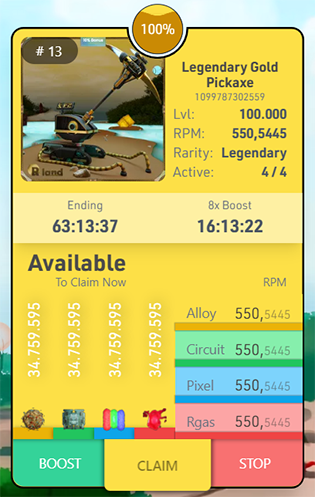 100%
# 13
Legendary Gold
Pickaxe
1099787302559
Lvl: 100.000
RPM: 550,5445
Rarity: Legendary
Active: 4 / 4
R land
Ending 8x Boost
63:13:37 16:13:22
Available
To Claim Now RPM
34.759.595 34.759.595 34.759.595 34.759.595
Alloy 550,5445
Circuit 550,5445
Pixel 550,5445
Rgas 550,5445
BOOST CLAIM STOP